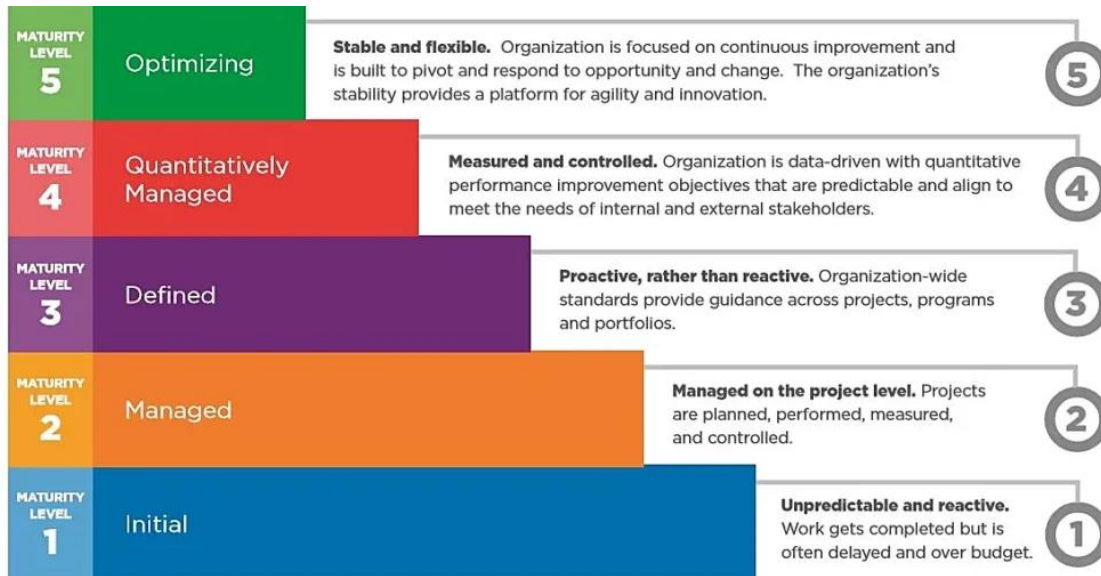 MATURITY
LEVEL
5
Optimizing
Stable and flexible. Organization is focused on continuous improvement and
is built to pivot and respond to opportunity and change. The organization's
stability provides a platform for agility and innovation.
5
MATURITY
LEVEL
4
Quantitatively
Managed
Measured and controlled. Organization is data-driven with quantitative
performance improvement objectives that are predictable and align to
meet the needs of internal and external stakeholders.
4
MATURITY
LEVEL
3
Defined
Proactive, rather than reactive. Organization-wide
standards provide guidance across projects, programs
and portfolios.
3
MATURITY
LEVEL
2
Managed
Managed on the project level. Projects
are planned, performed, measured,
and controlled.
2
MATURITY
LEVEL
1
Initial
Unpredictable and reactive.
Work gets completed but is
often delayed and over budget.
1